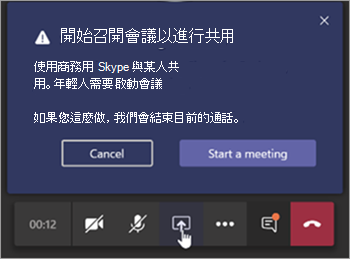 開始召開會議以進行共用
使用商務用 Skype 與某人共
用。年輕人需要啟動會議
如果您這麼做，我們會結束目前的通話。
Cancel
Start a meeting
00:12